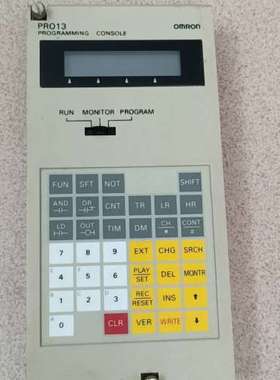 PRO13 OMRON
PROGRAMMING CONSOLE
RUN MONITOR PROGRAM
FUN SFT NOT SHIFT
AND OR CNT TR LR HR
LD OUT TIM DM CH CONT
7 8 9 EXT CHG SRCH
4 5 6 PLAY SET DEL MONTR
1 2 3 REC RESET INS
0 CLR VER WRITE